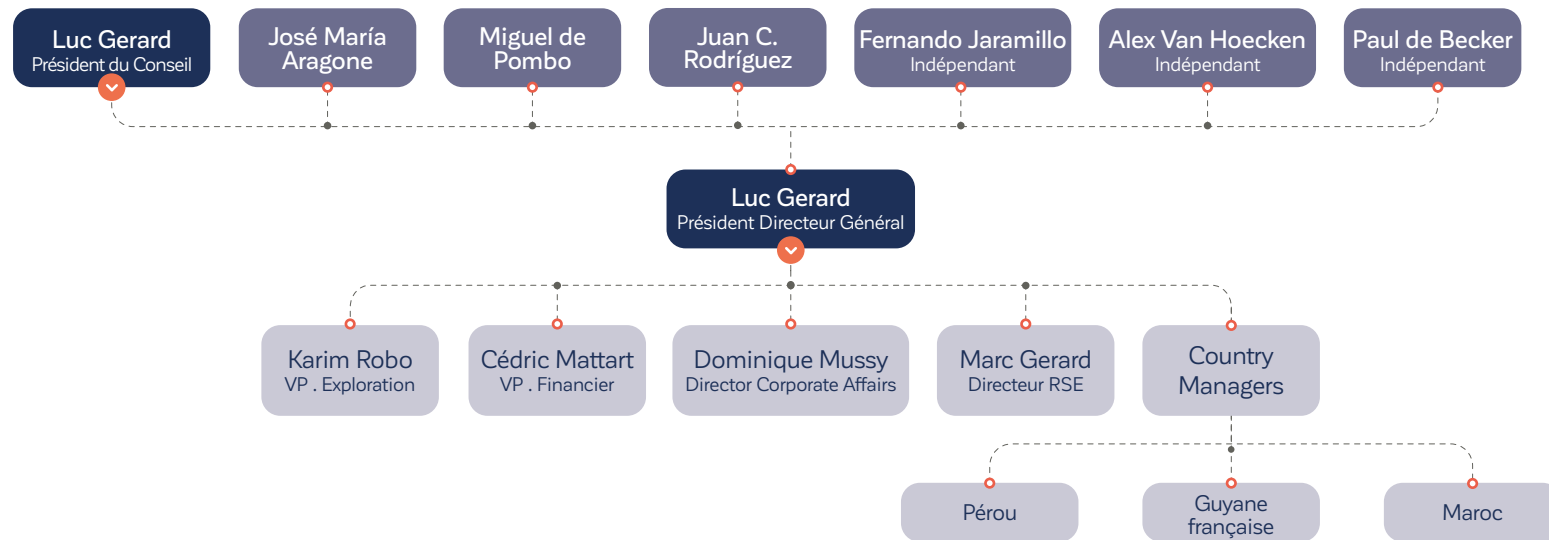 Luc Gerard
Président du Conseil
José María
Aragone
Miguel de
Pombo
Juan C.
Rodríguez
Fernando Jaramillo
Indépendant
Alex Van Hoecken
Indépendant
Paul de Becker
Indépendant
Luc Gerard
Président Directeur Général
Karim Robo
VP . Exploration
Cédric Mattart
VP . Financier
Dominique Mussy
Director Corporate Affairs
Marc Gerard
Directeur RSE
Country
Managers
Pérou
Guyane
française
Maroc